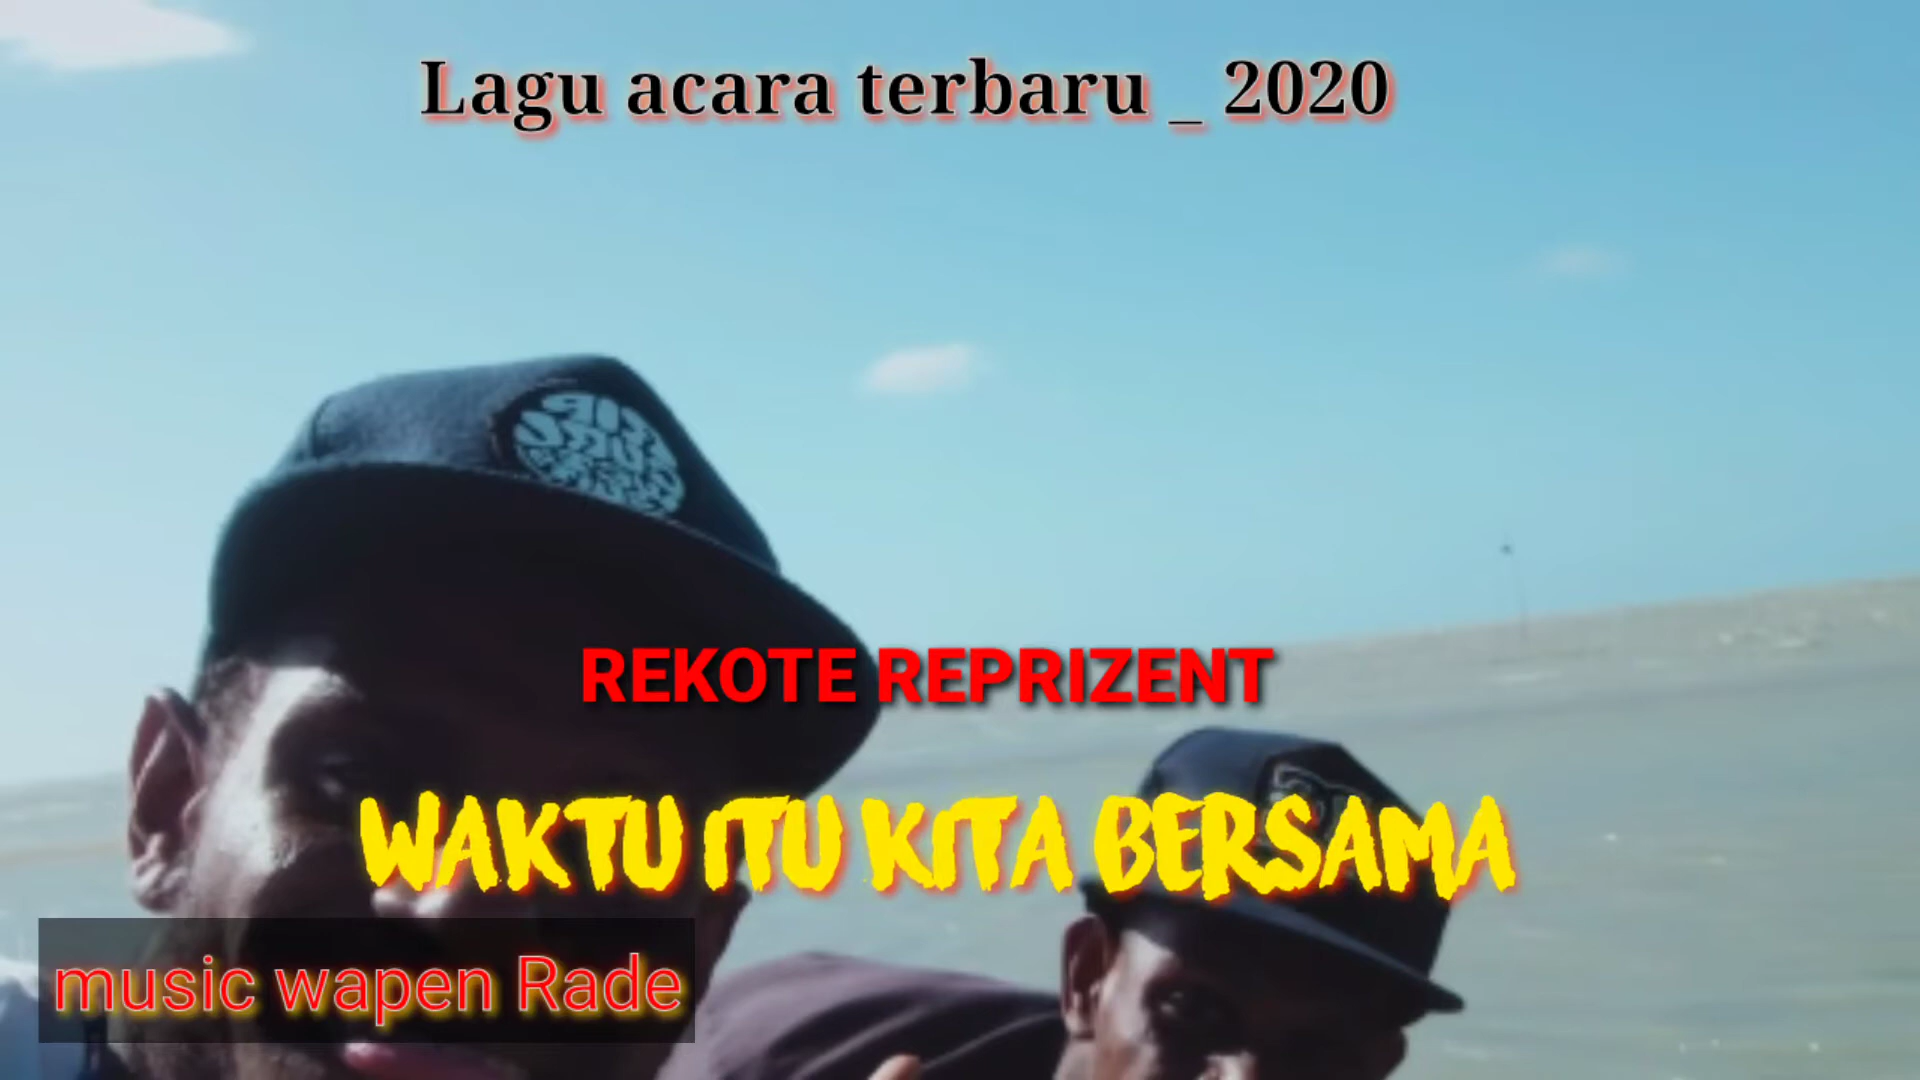 Lagu acara terbaru _ 2020
REKOTE REPRIZENT
WAKTU ITU KITA BERSAMA
music wapen Rade